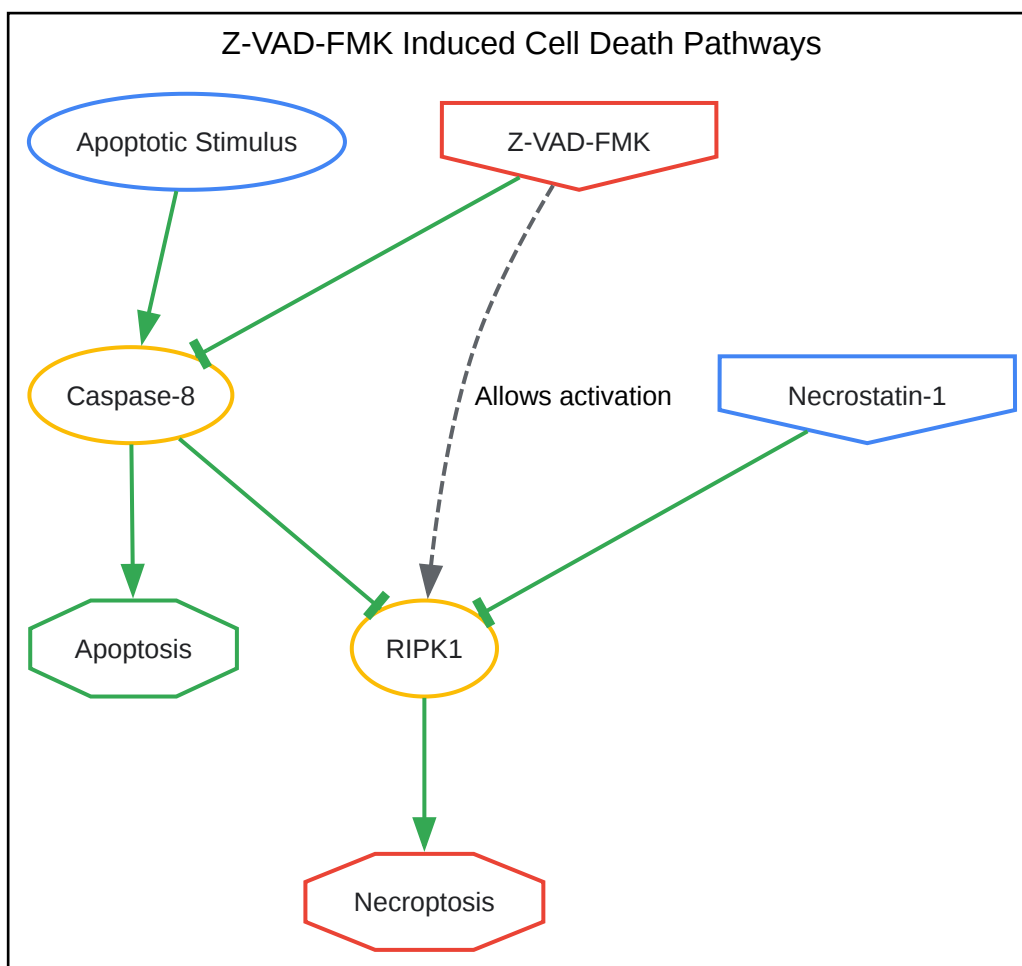 Z-VAD-FMK Induced Cell Death Pathways
Apoptotic Stimulus
Z-VAD-FMK
Caspase-8
Allows activation
Necrostatin-1
Apoptosis
RIPK1
Necroptosis